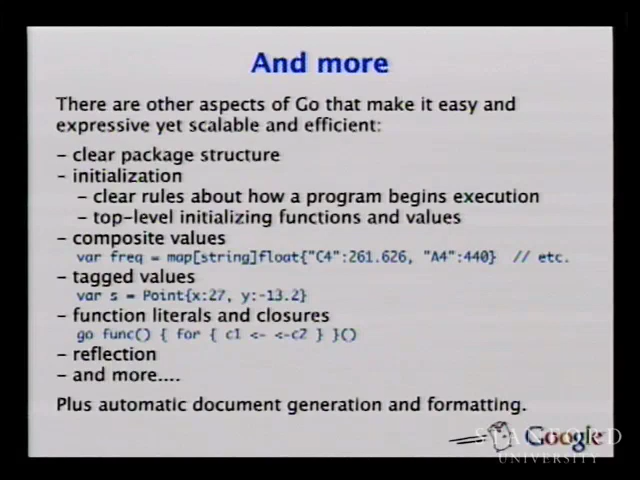 And more
There are other aspects of Go that make it easy and
expressive yet scalable and efficient:
- clear package structure
- initialization
- clear rules about how a program begins execution
- top-level initializing functions and values
- composite values
var freq = map[string]float{"C4":261.626, "A4":440} // etc.
- tagged values
var s = Point{x:27, y:-13.2}
- function literals and closures
go func() { for { c1 <- <-c2 } }()
- reflection
- and more....
Plus automatic document generation and formatting.
Google
STANFORD
UNIVERSITY